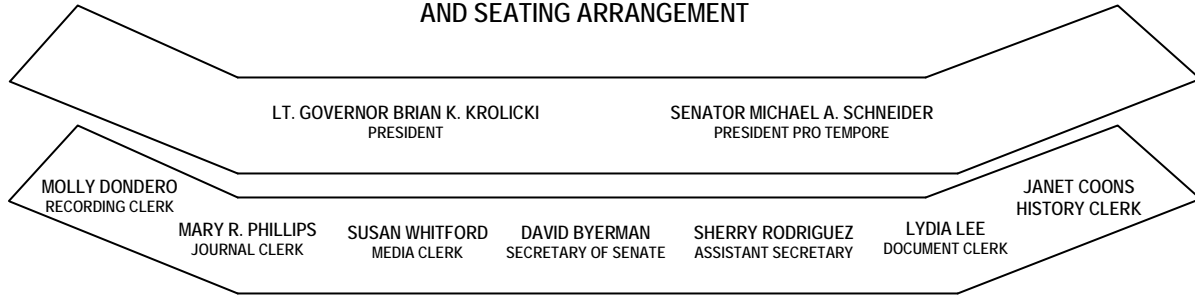 AND SEATING ARRANGEMENT
LT. GOVERNOR BRIAN K. KROLICKI
PRESIDENT
SENATOR MICHAEL A. SCHNEIDER
PRESIDENT PRO TEMPORE
MOLLY DONDERO
RECORDING CLERK
MARY R. PHILLIPS
JOURNAL CLERK
SUSAN WHITFORD
MEDIA CLERK
DAVID BYERMAN
SECRETARY OF SENATE
SHERRY RODRIGUEZ
ASSISTANT SECRETARY
LYDIA LEE
DOCUMENT CLERK
JANET COONS
HISTORY CLERK